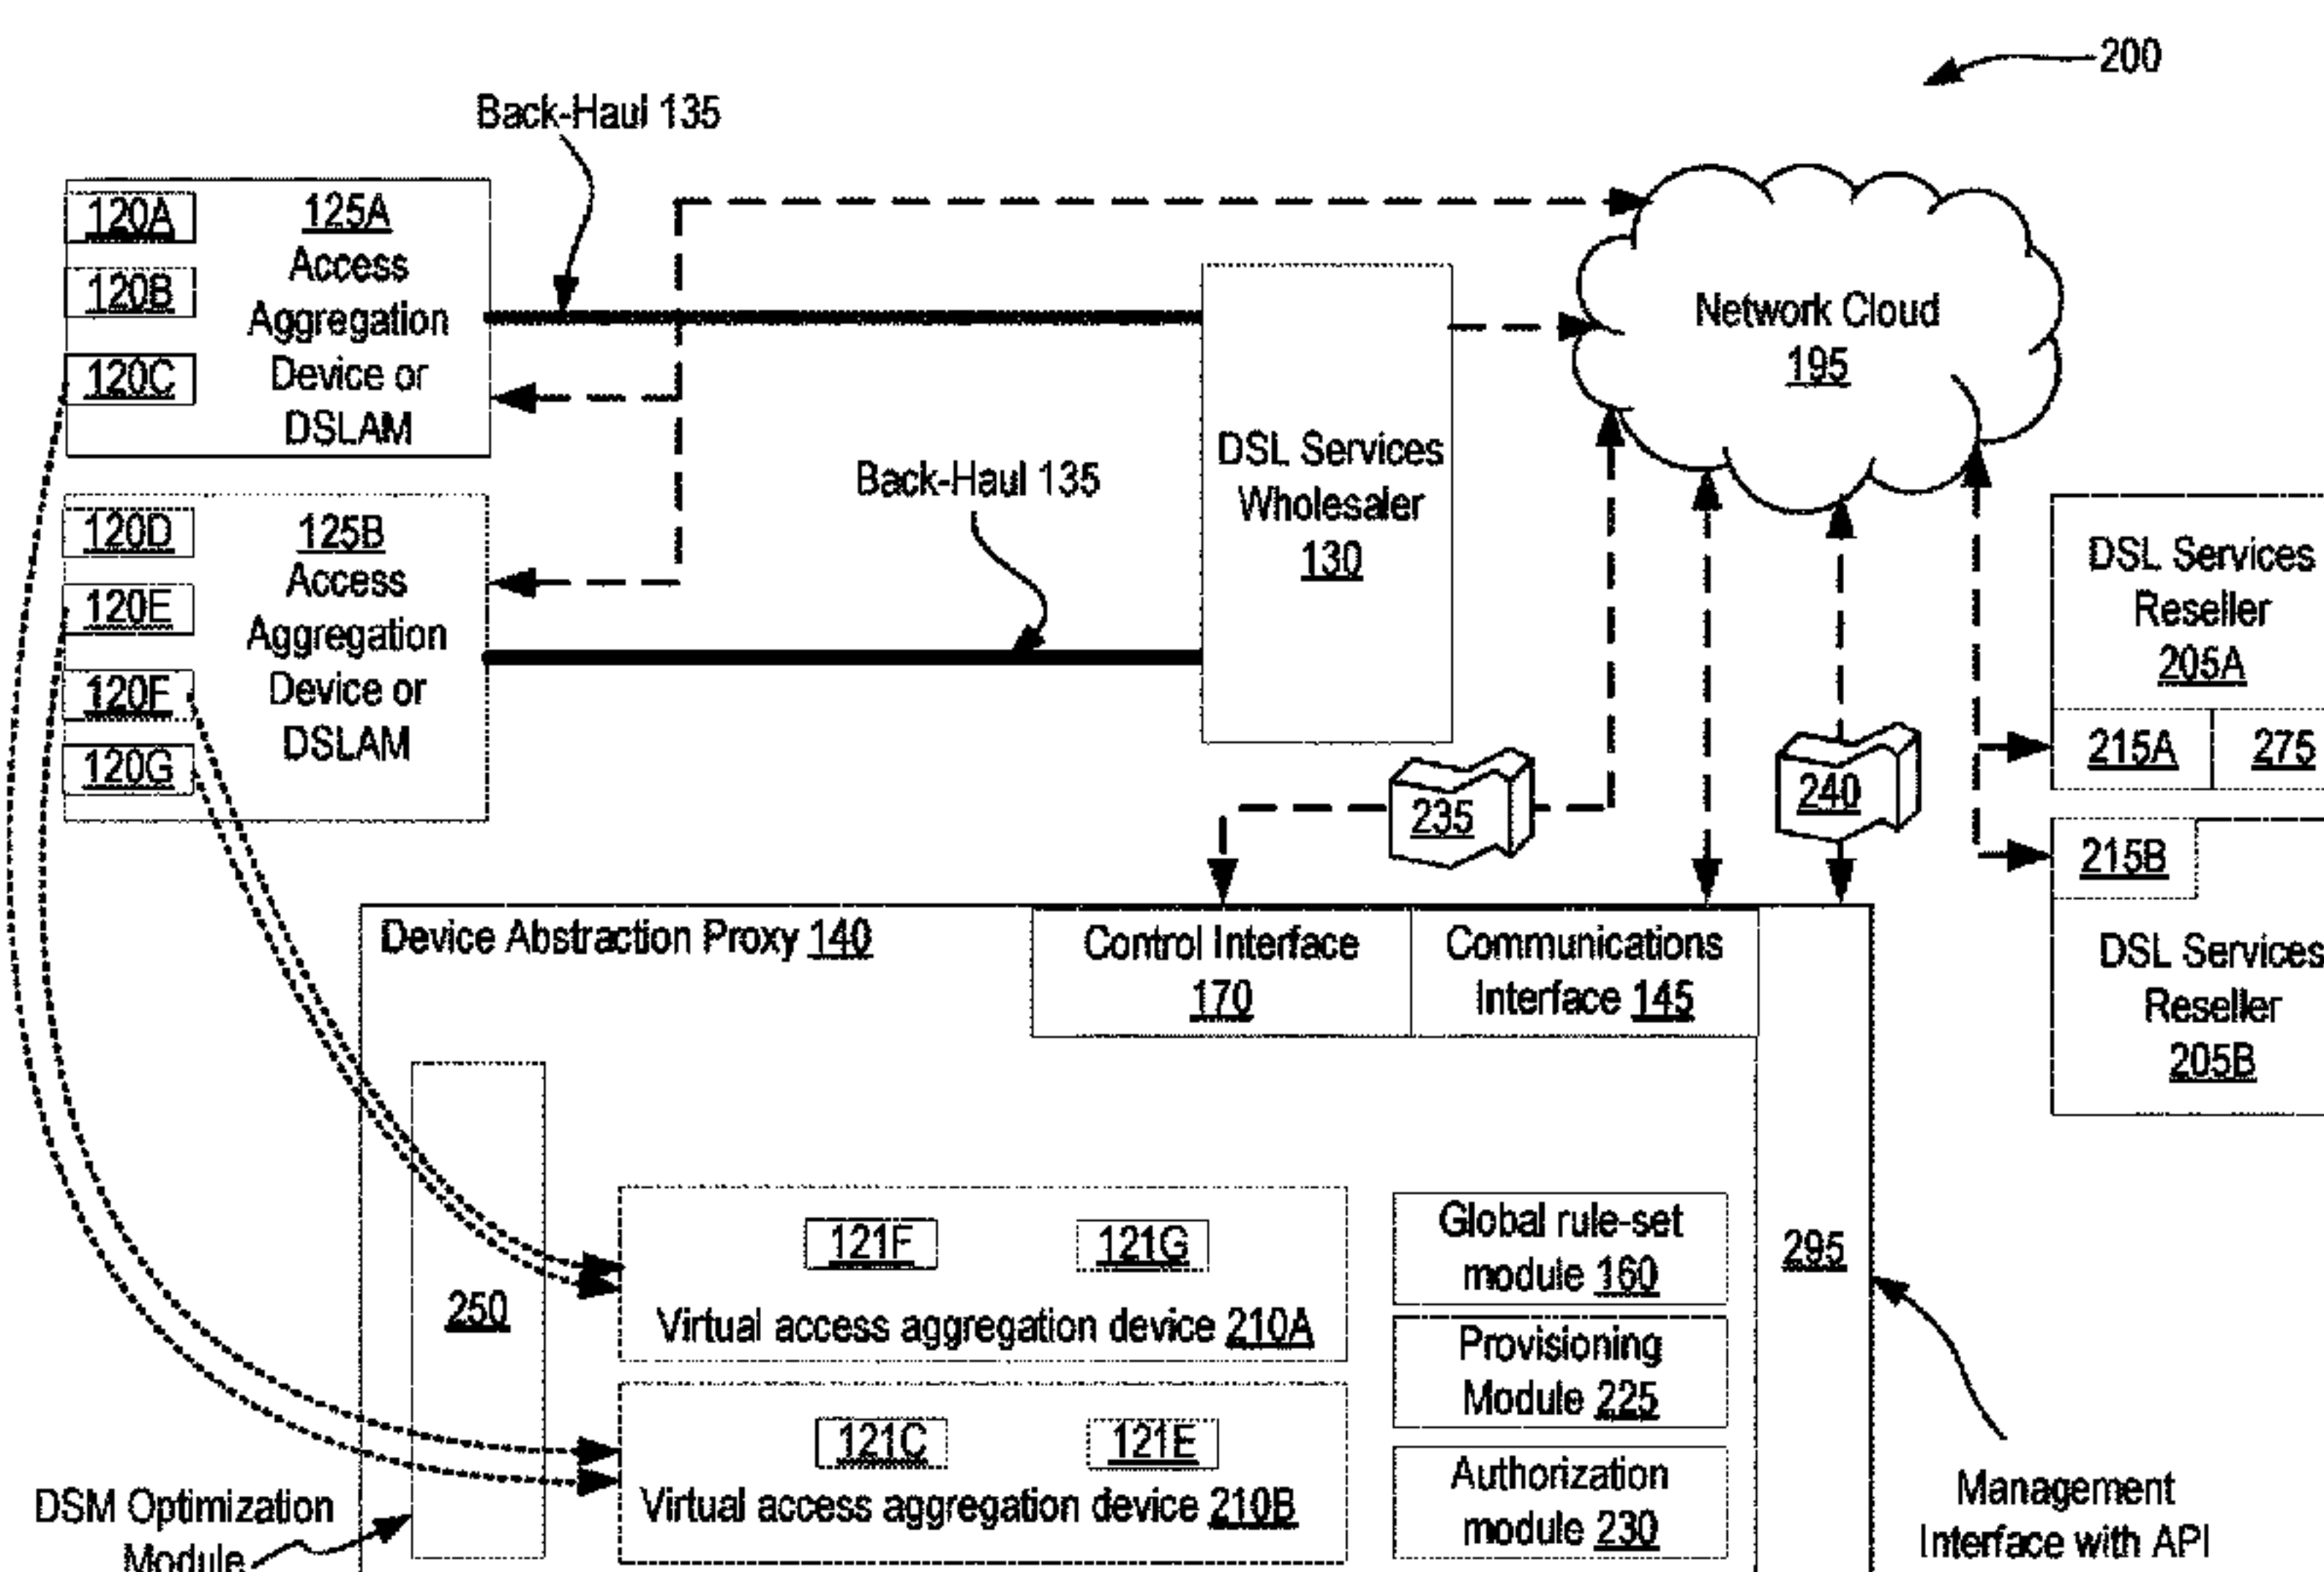 200
Back-Haul 135
120A
120B
120C
125A
Access
Aggregation
Device or
DSLAM
Network Cloud
195
DSL Services
Wholesaler
130
Back-Haul 135
120D
120E
120F
120G
125B
Access
Aggregation
Device or
DSLAM
DSL Services
Reseller
205A
215A
275
235
240
215B
DSL Services
Reseller
205B
Device Abstraction Proxy 140
Control Interface
170
Communications
Interface 145
250
121F
121G
Virtual access aggregation device 210A
121C
121E
Virtual access aggregation device 210B
Global rule-set
module 160
Provisioning
Module 225
Authorization
module 230
295
DSM Optimization
Module
Management
Interface with API